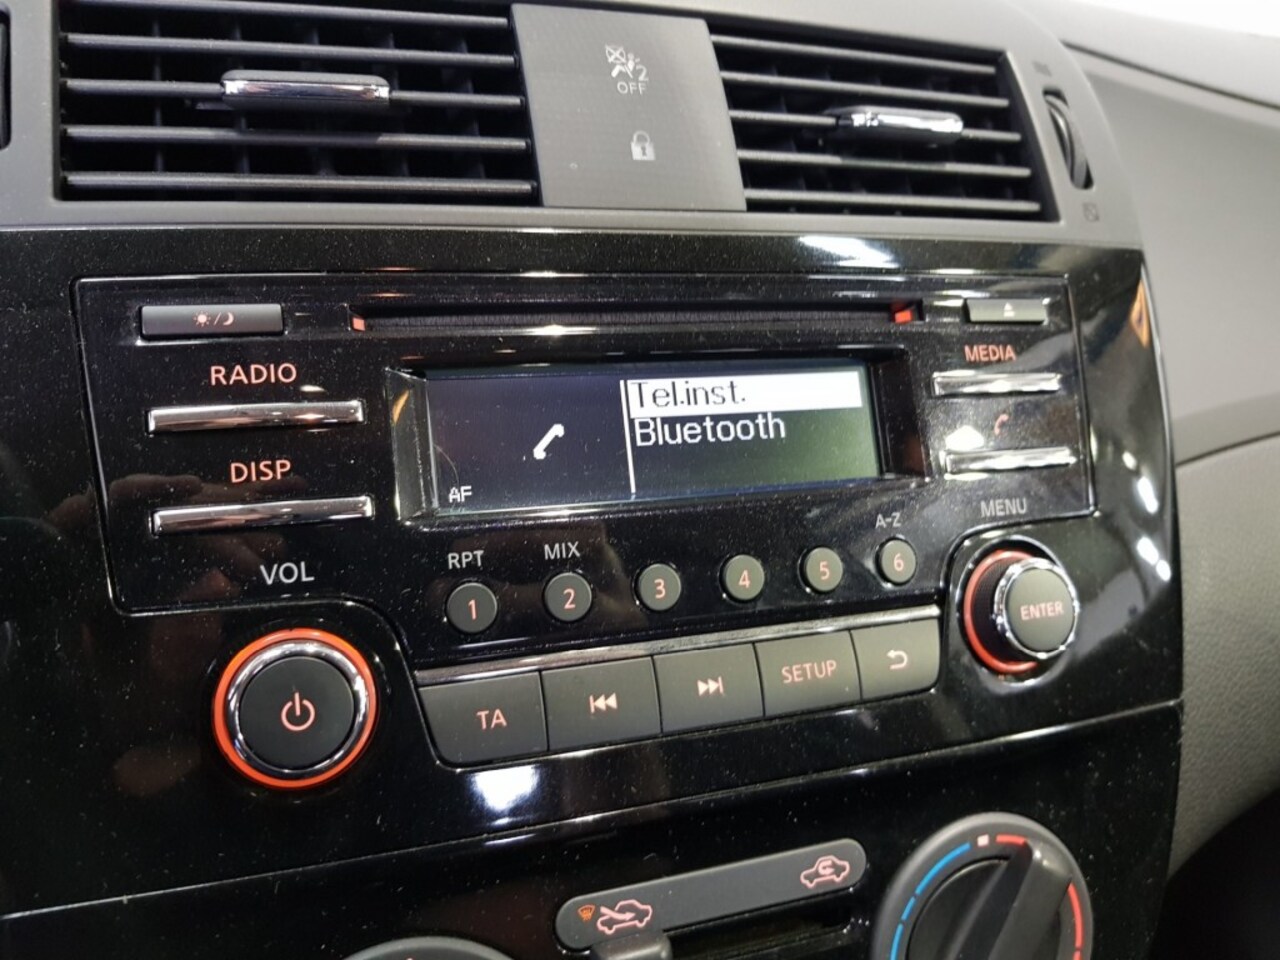 2
OFF
RADIO
MEDIA
Tel.inst.
Bluetooth
DISP
AF
MENU
VOL
RPT
MIX
A-Z
1
2
3
4
5
6
ENTER
TA
SETUP